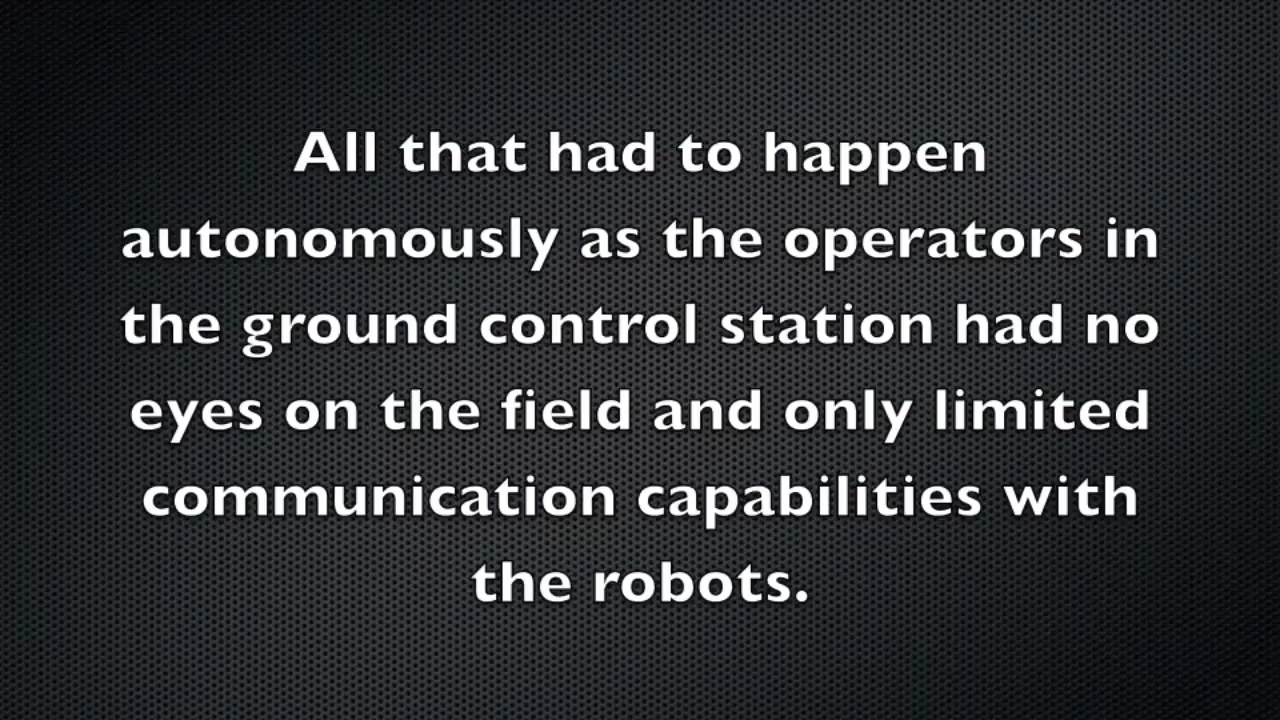 All that had to happen
autonomously as the operators in
the ground control station had no
eyes on the field and only limited
communication capabilities with
the robots.